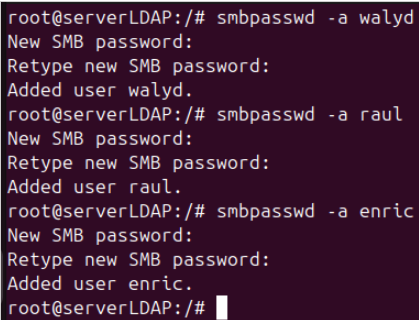 root@serverLDAP:/# smbpasswd -a walyd
New SMB password:
Retype new SMB password:
Added user walyd.
root@serverLDAP:/# smbpasswd -a raul
New SMB password:
Retype new SMB password:
Added user raul.
root@serverLDAP:/# smbpasswd -a enric
New SMB password:
Retype new SMB password:
Added user enric.
root@serverLDAP:/#